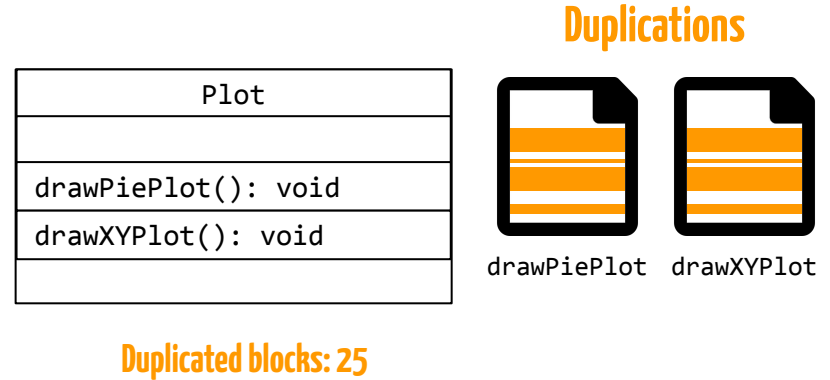 Duplications
Plot
drawPiePlot(): void
drawXYPlot(): void
drawPiePlot drawXYPlot
Duplicated blocks: 25